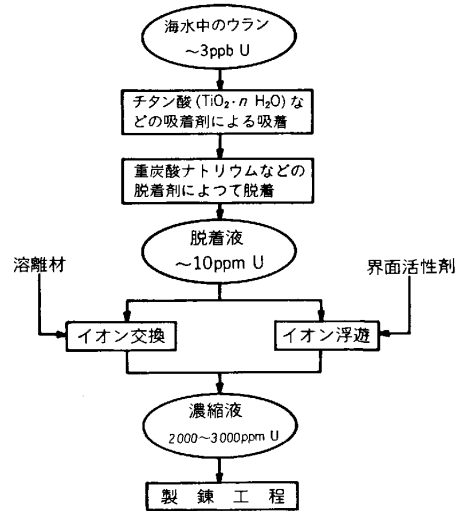 海水中のウラン
~3ppb U
チタン酸(TiO₂·n H₂O)な
どの吸着剤による吸着
重炭酸ナトリウムなどの
脱着剤によつて脱着
脱着液
~10ppm U
溶離材
界面活性剤
イオン交換
イオン浮遊
濃縮液
2000~3000ppm U
製錬工程